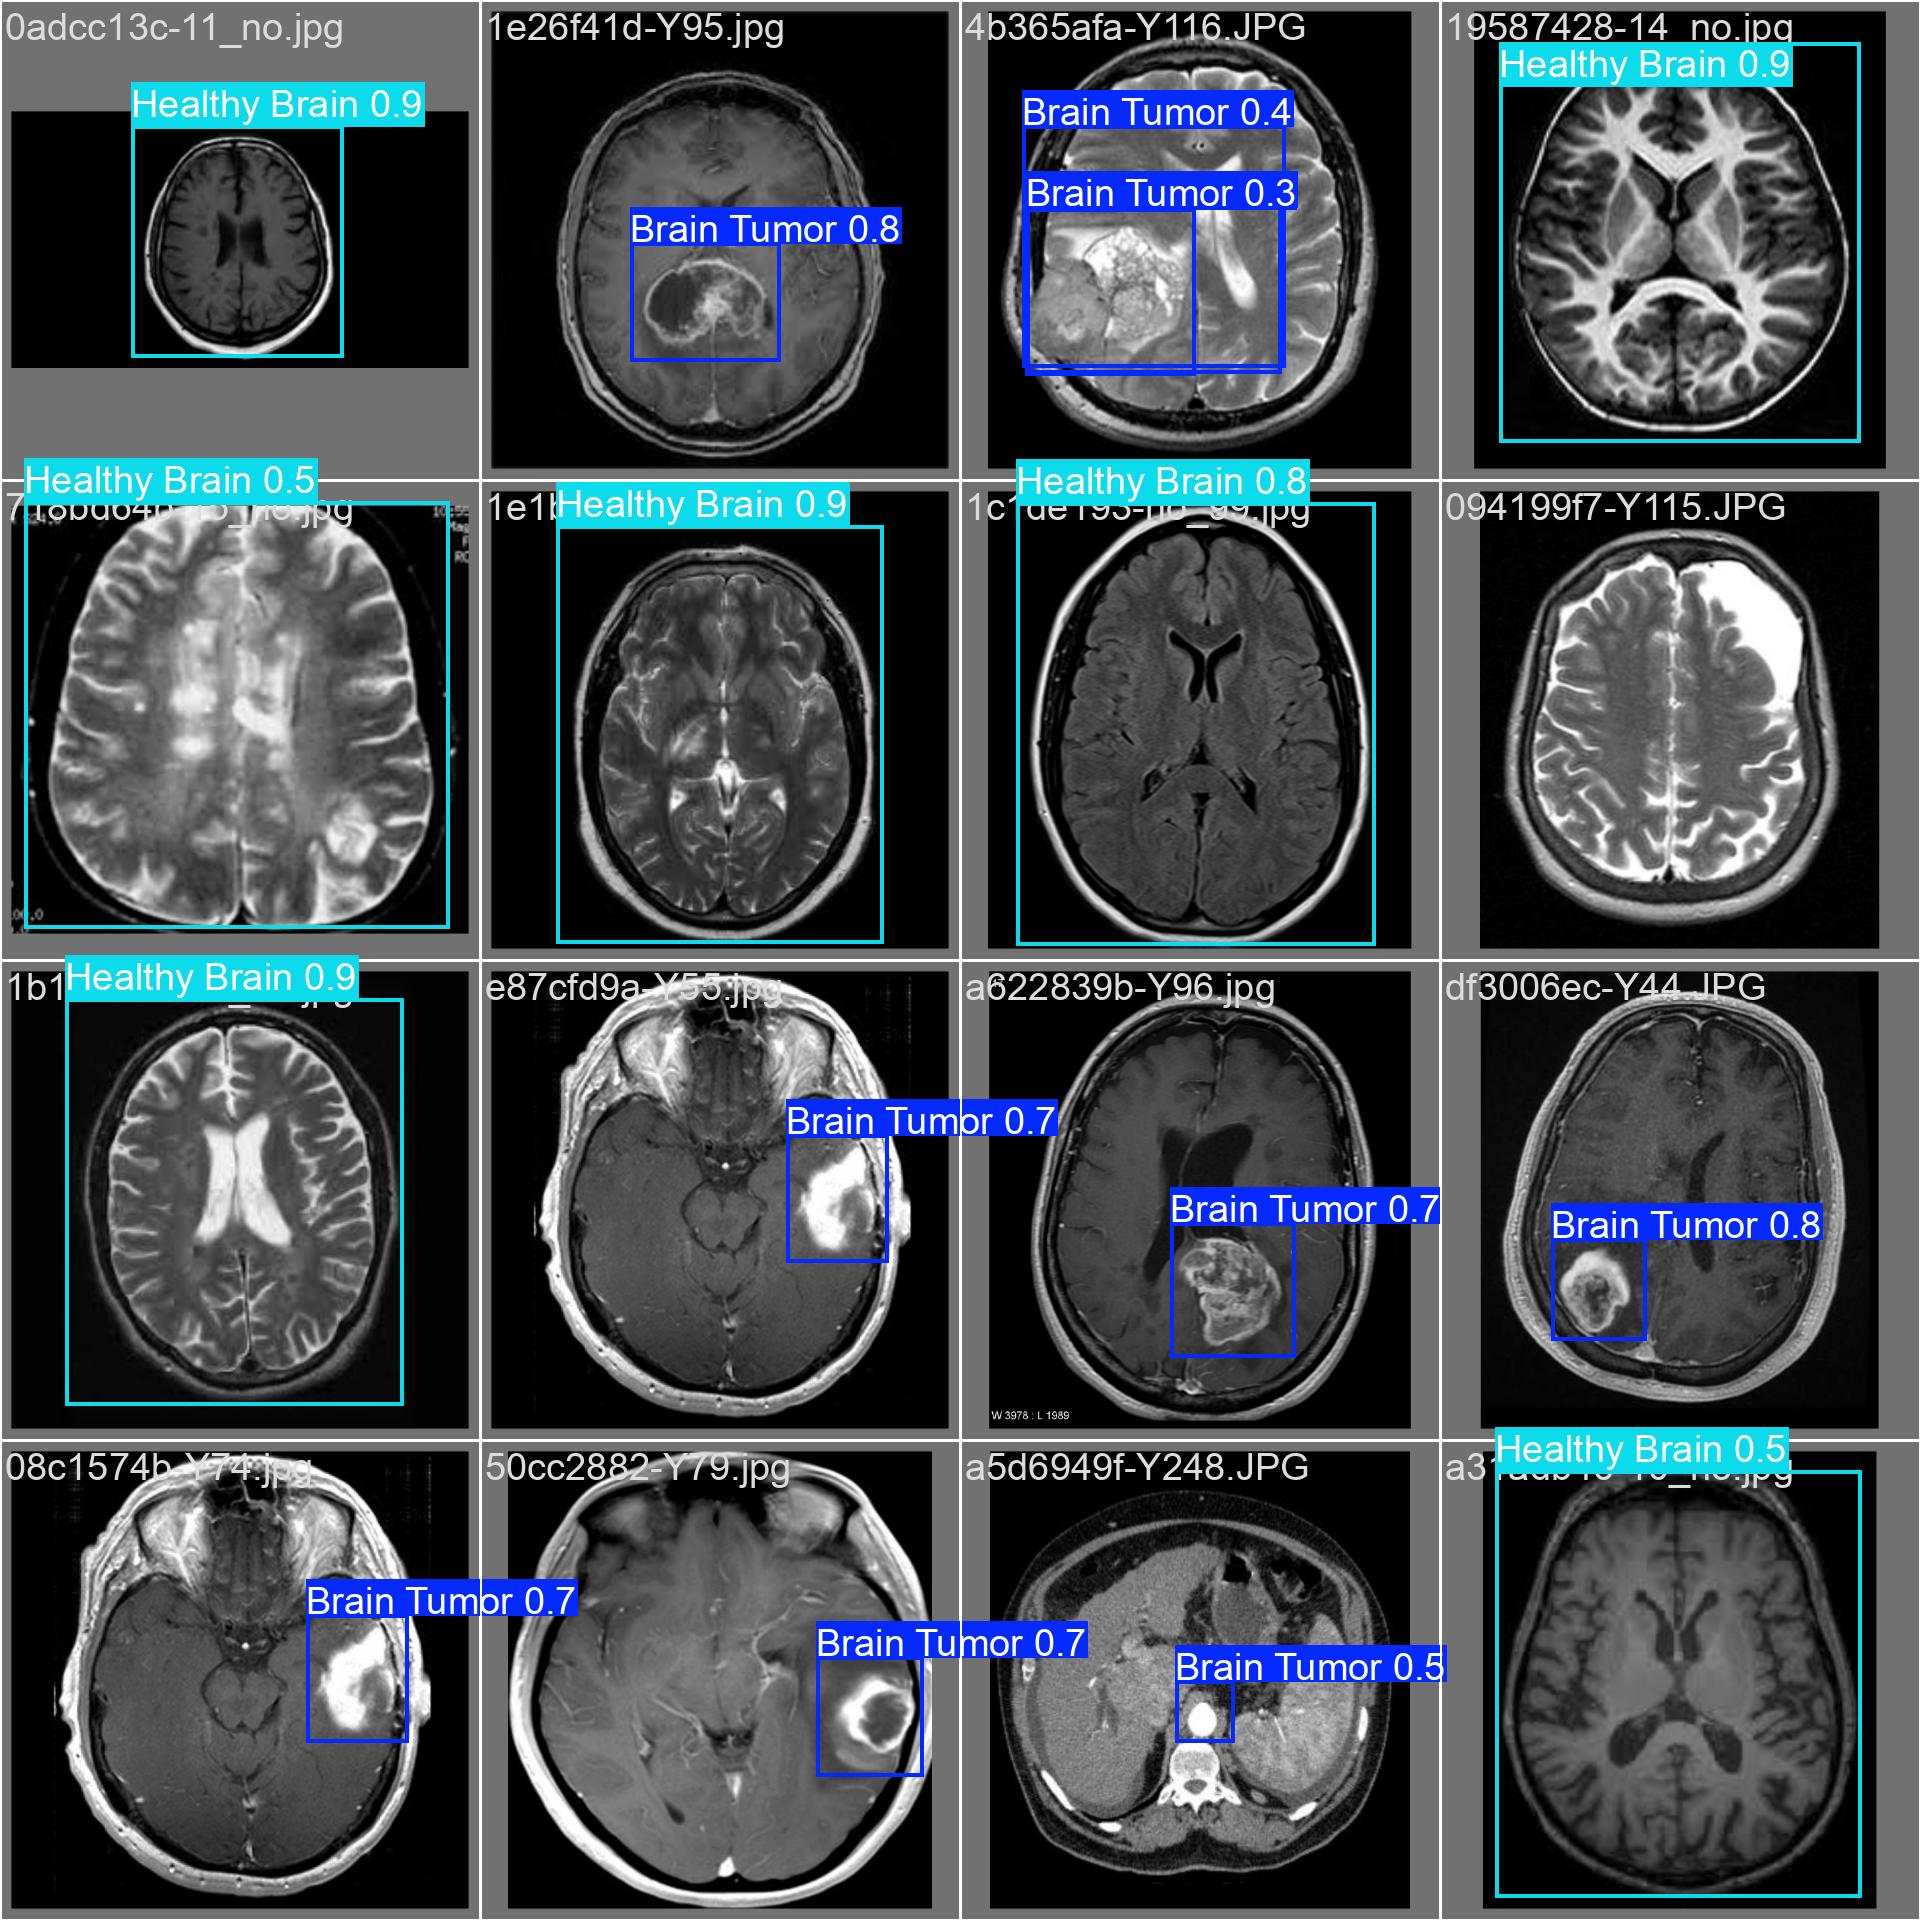 0adcc13c-11_no.jpg
Healthy Brain 0.9
1e26f41d-Y95.jpg
Brain Tumor 0.8
4b365afa-Y116.JPG
Brain Tumor 0.4
Brain Tumor 0.3
19587428-14_no.jpg
Healthy Brain 0.9
Healthy Brain 0.5
Healthy Brain 0.9
Healthy Brain 0.8
094199f7-Y115.JPG
Healthy Brain 0.9
e87cfd9a-Y55.jpg
Brain Tumor 0.7
a622839b-Y96.jpg
Brain Tumor 0.7
W 3978 : L 1989
df3006ec-Y44.JPG
Brain Tumor 0.8
08c1574b-Y74.jpg
Brain Tumor 0.7
50cc2882-Y79.jpg
Brain Tumor 0.7
a5d6949f-Y248.JPG
Brain Tumor 0.5
Healthy Brain 0.5